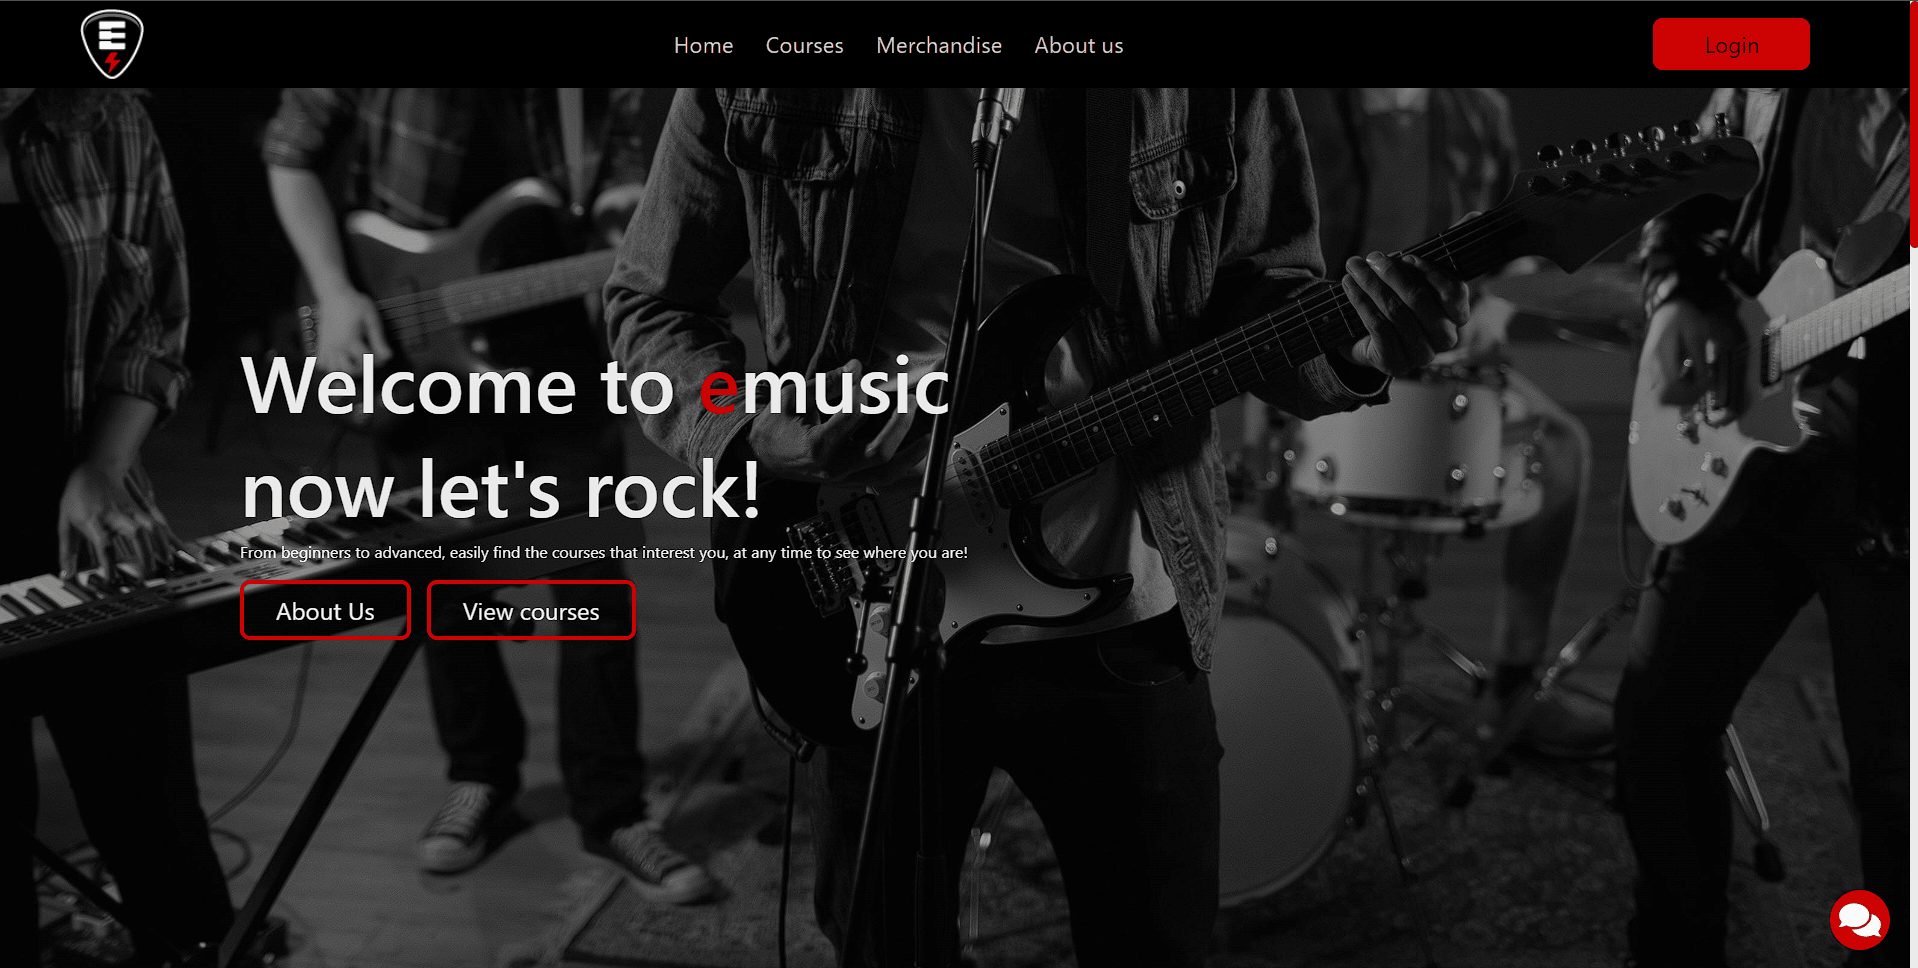 E
Home
Courses
Merchandise
About us
Login
Welcome to emusic
now let's rock!
From beginners to advanced, easily find the courses that interest you, at any time to see where you are!
About Us
View courses